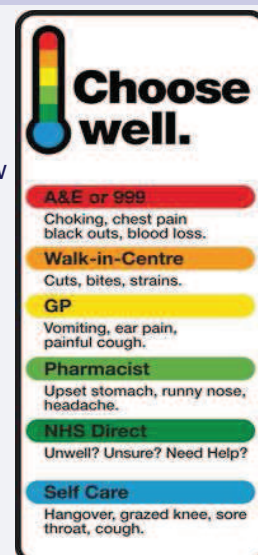 Choose
well.
A&E or 999
Choking, chest pain
black outs, blood loss.
Walk-in-Centre
Cuts, bites, strains.
GP
Vomiting, ear pain,
painful cough.
Pharmacist
Upset stomach, runny nose,
headache.
NHS Direct
Unwell? Unsure? Need Help?
Self Care
Hangover, grazed knee, sore
throat, cough.